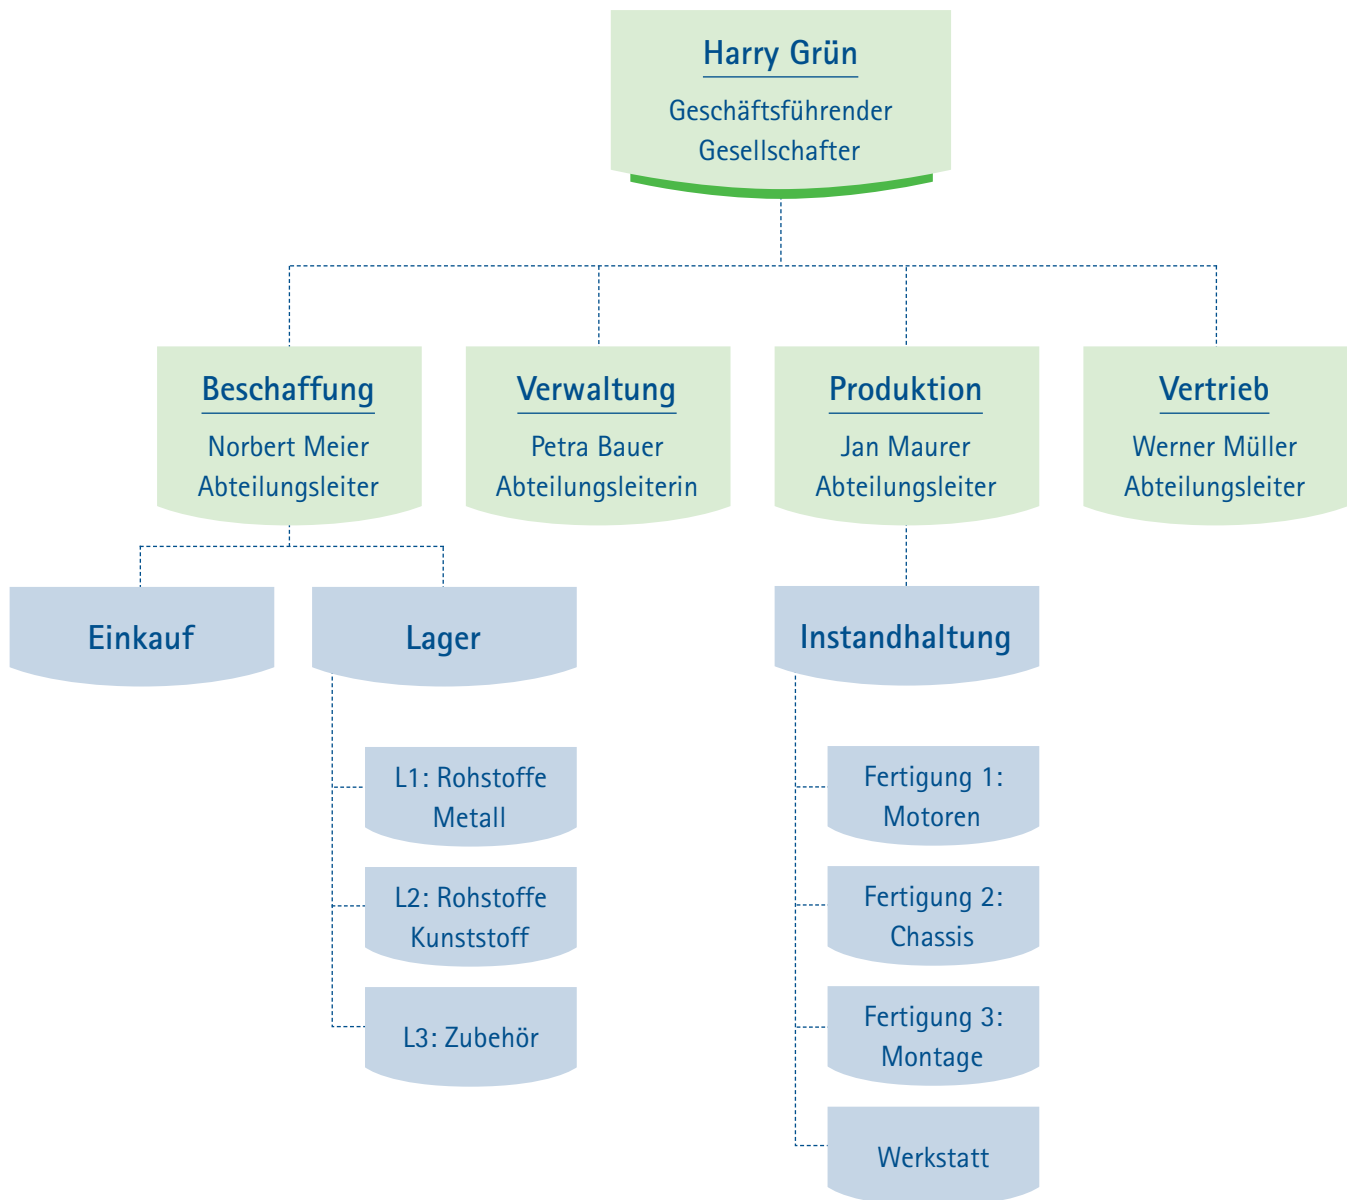 Harry Grün
Geschäftsführender
Gesellschafter
Beschaffung
Norbert Meier
Abteilungsleiter
Verwaltung
Petra Bauer
Abteilungsleiterin
Produktion
Jan Maurer
Abteilungsleiter
Vertrieb
Werner Müller
Abteilungsleiter
Einkauf
Lager
Instandhaltung
L1: Rohstoffe
Metall
L2: Rohstoffe
Kunststoff
L3: Zubehör
Fertigung 1:
Motoren
Fertigung 2:
Chassis
Fertigung 3:
Montage
Werkstatt